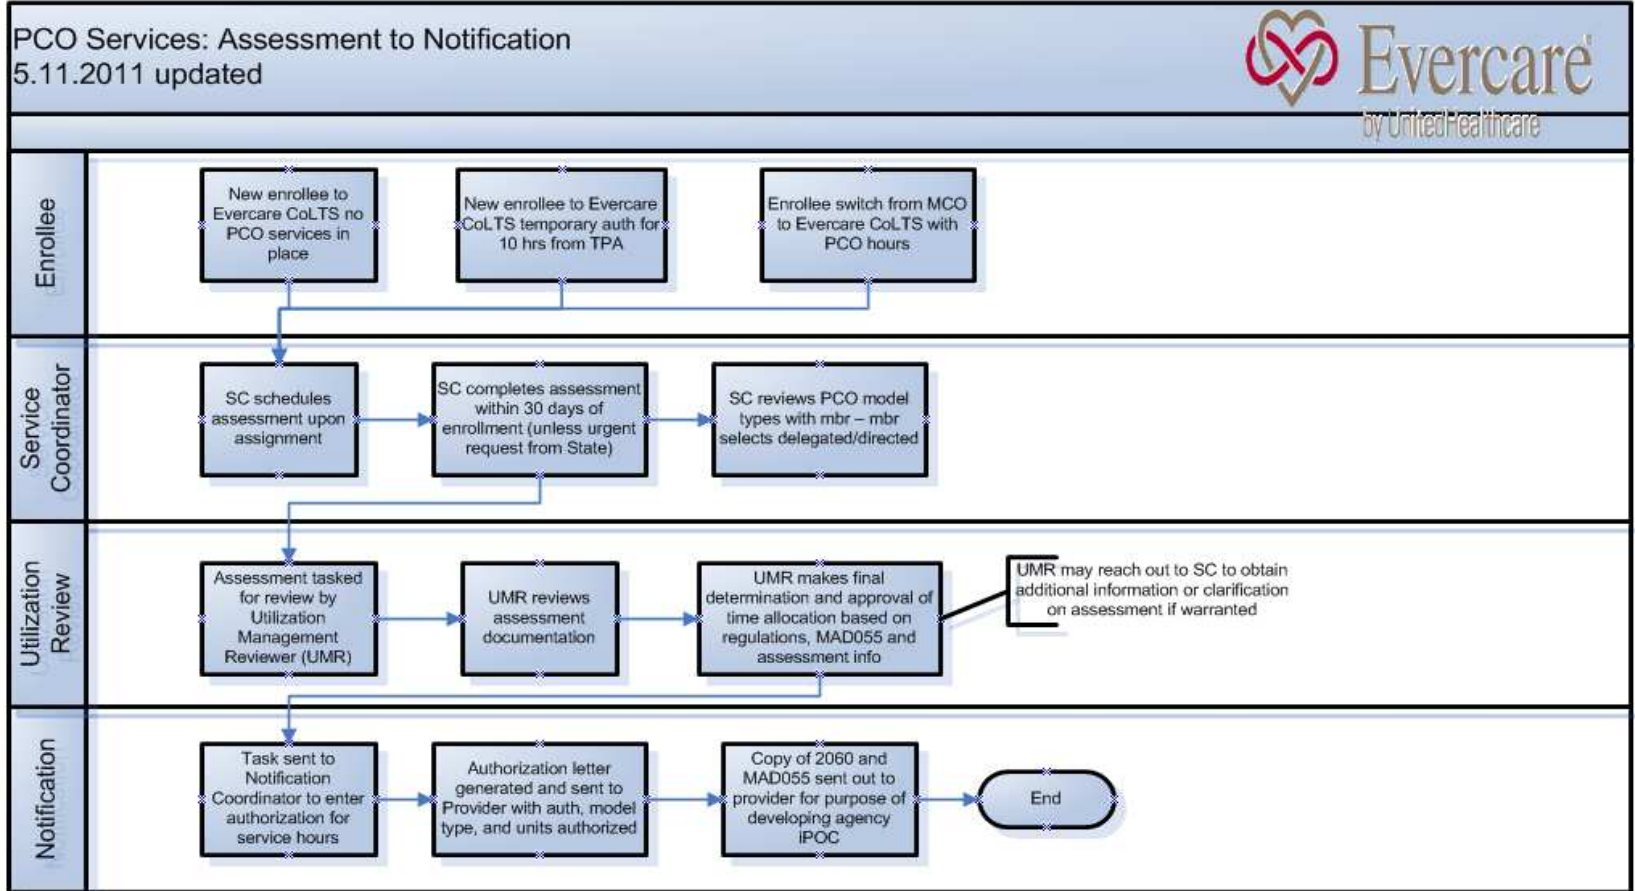 PCO Services: Assessment to Notification
5.11.2011 updated
Evercare
by UnitedHealthcare
Enrollee
New enrollee to
Evercare CoLTS no
PCO services in
place
New enrollee to Evercare
CoLTS temporary auth for
10 hrs from TPA
Enrollee switch from MCO
to Evercare CoLTS with
PCO hours
Service
Coordinator
SC schedules
assessment upon
assignment
SC completes assessment
within 30 days of
enrollment (unless urgent
request from State)
SC reviews PCO model
types with mbr – mbr
selects delegated/directed
Utilization
Review
Assessment tasked
for review by
Utilization
Management
Reviewer (UMR)
UMR reviews
assessment
documentation
UMR makes final
determination and approval of
time allocation based on
regulations, MAD055 and
assessment info
UMR may reach out to SC to obtain
additional information or clarification
on assessment if warranted
Notification
Task sent to
Notification
Coordinator to enter
authorization for
service hours
Authorization letter
generated and sent to
Provider with auth, model
type, and units authorized
Copy of 2060 and
MAD055 sent out to
provider for purpose of
developing agency
iPOC
End